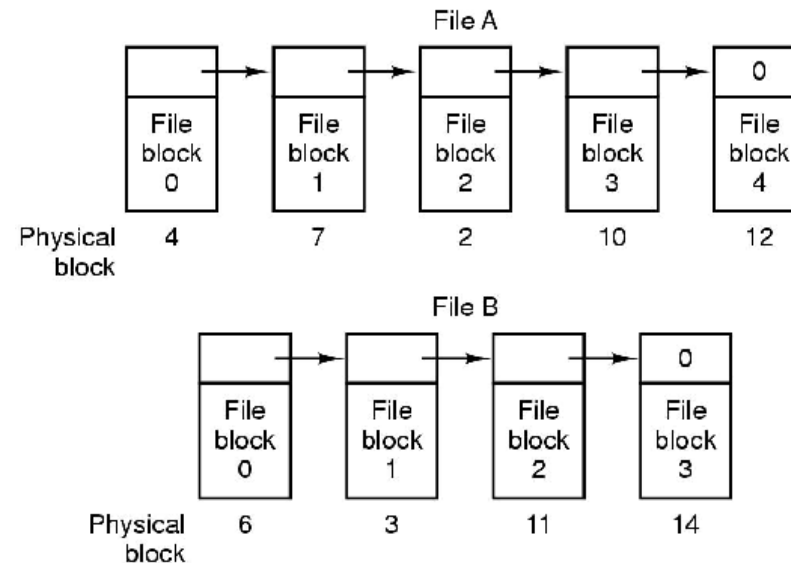 File A
0
File block 0
File block 1
File block 2
File block 3
File block 4
Physical block
4 7 2 10 12
File B
0
File block 0
File block 1
File block 2
File block 3
Physical block
6 3 11 14